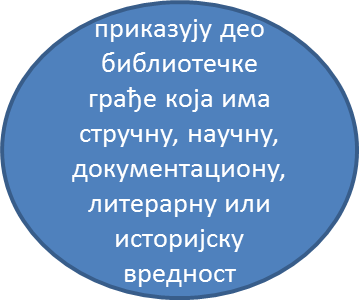 приказују део
библиотечке
грађе која има
стручну, научну,
документациону,
литерарну или
историјску
вредност